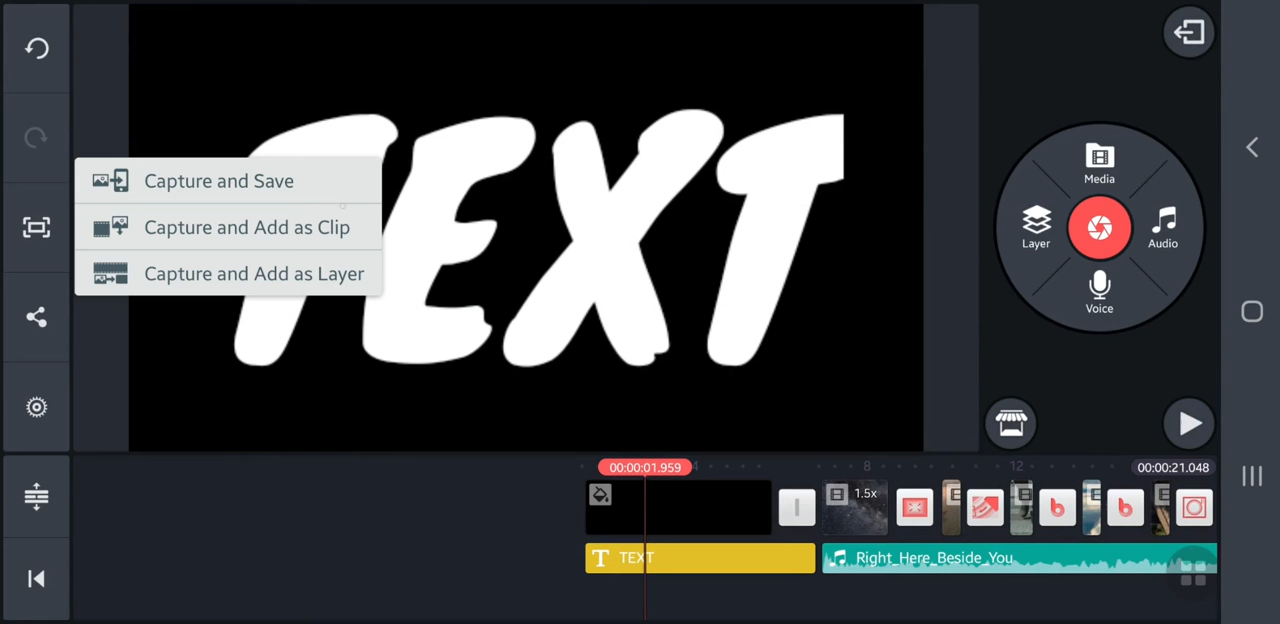 TEXT
Capture and Save
Capture and Add as Clip
Capture and Add as Layer
Media
Layer
Audio
Voice
00:00:01.959
4
8
12
00:00:21.048
1.5x
b
b
T TEXT
Right_Here_Beside_You